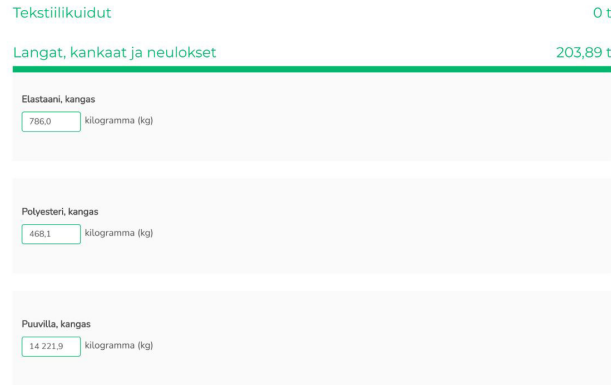 Tekstiilikuidut 0 t
Langat, kankaat ja neulokset 203,89 t
Elastaani, kangas
786,0 kilogramma (kg)
Polyesteri, kangas
468,1 kilogramma (kg)
Puuvilla, kangas
14 221,9 kilogramma (kg)